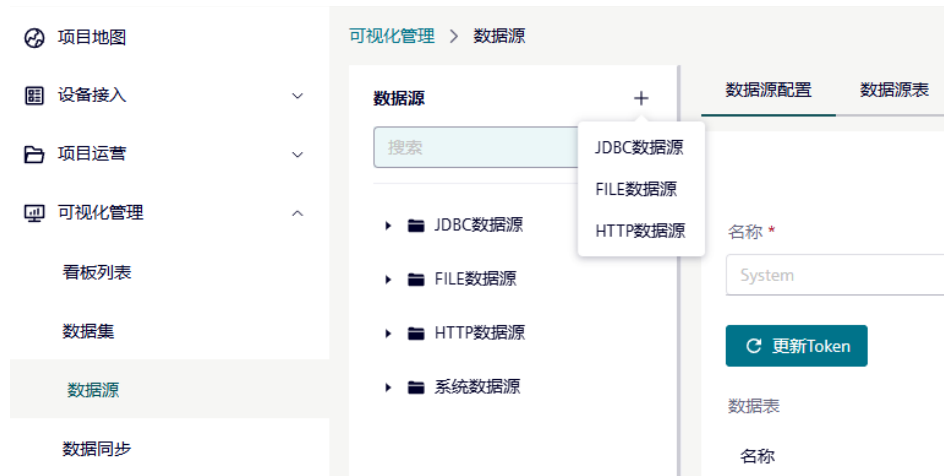 项目地图
设备接入
项目运营
可视化管理
看板列表
数据集
数据源
数据同步
可视化管理 > 数据源
数据源
搜索
JDBC数据源
FILE数据源
HTTP数据源
JDBC数据源
FILE数据源
HTTP数据源
系统数据源
数据源配置 数据源表
名称 *
System
更新Token
数据表
名称